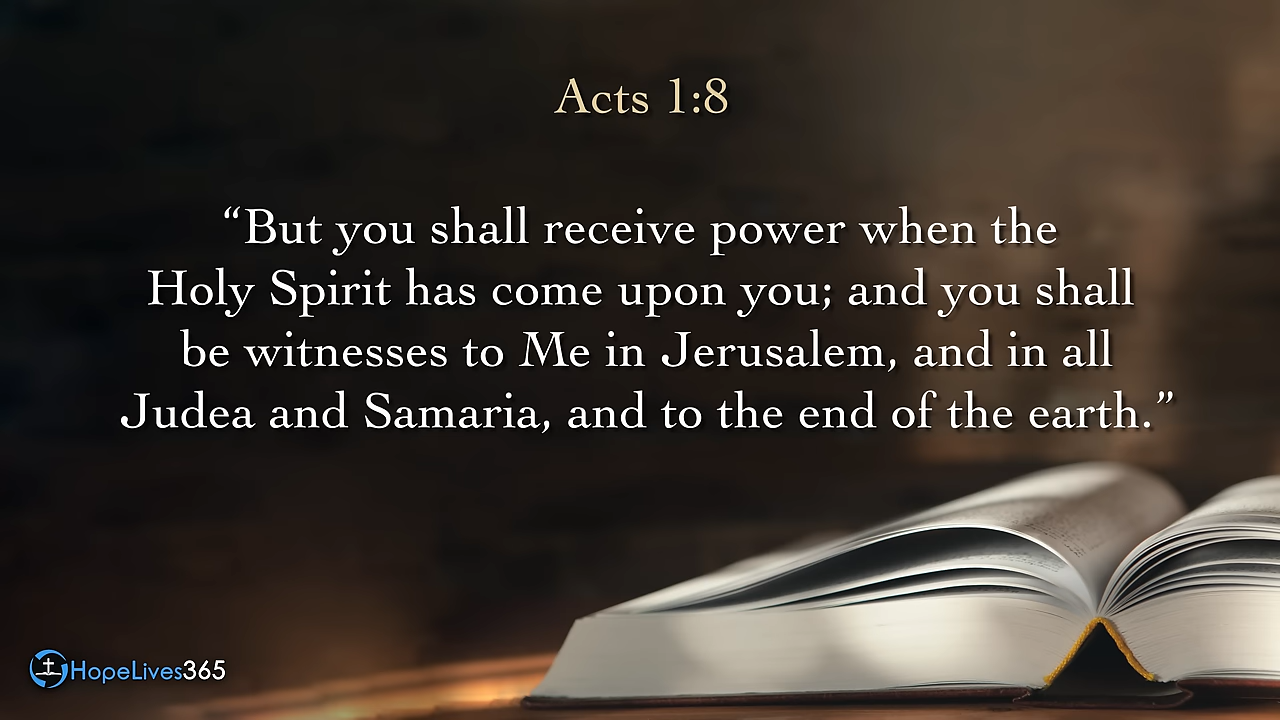 Acts 1:8
“But you shall receive power when the
Holy Spirit has come upon you; and you shall
be witnesses to Me in Jerusalem, and in all
Judea and Samaria, and to the end of the earth.”
HopeLives365